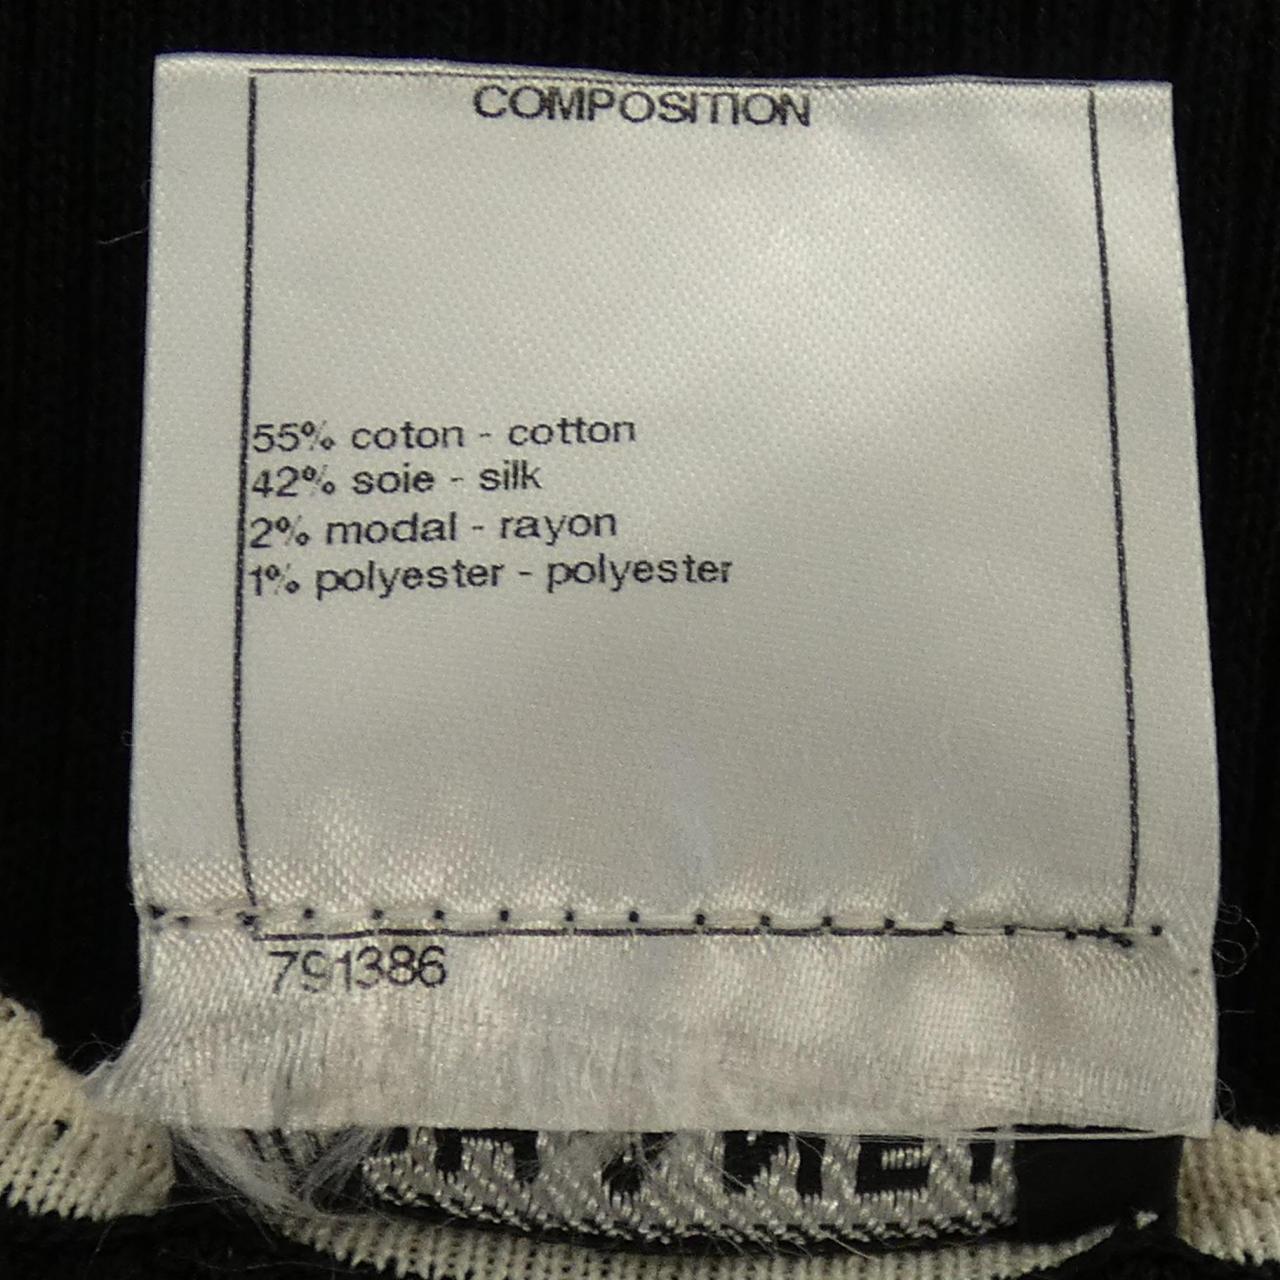 COMPOSITION
55% coton - cotton
42% soie - silk
2% modal - rayon
1% polyester - polyester
791386